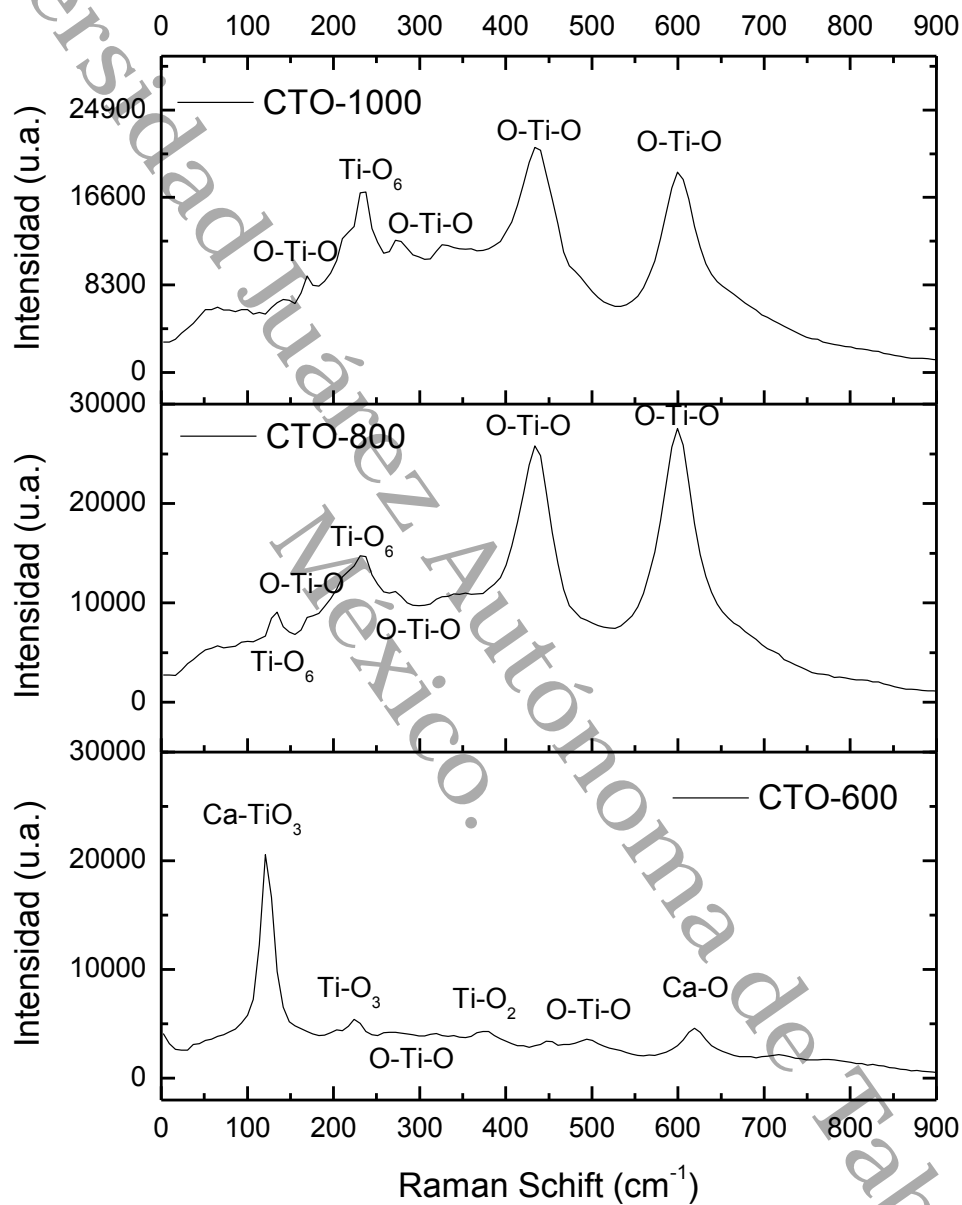 0 100 200 300 400 500 600 700 800 900
CTO-1000
24900
16600
8300
0
Intensidad (u.a.)
O-Ti-O
Ti-O₆
O-Ti-O
O-Ti-O
O-Ti-O
CTO-800
30000
20000
10000
0
Intensidad (u.a.)
Ti-O₆
O-Ti-O
Ti-O₆
O-Ti-O
O-Ti-O
O-Ti-O
CTO-600
30000
20000
10000
0
Intensidad (u.a.)
Ca-TiO₃
Ti-O₃
O-Ti-O
Ti-O₂
O-Ti-O
Ca-O
0 100 200 300 400 500 600 700 800 900
Raman Schift (cm⁻¹)
ersidad Juárez Autónoma de Tab
México.